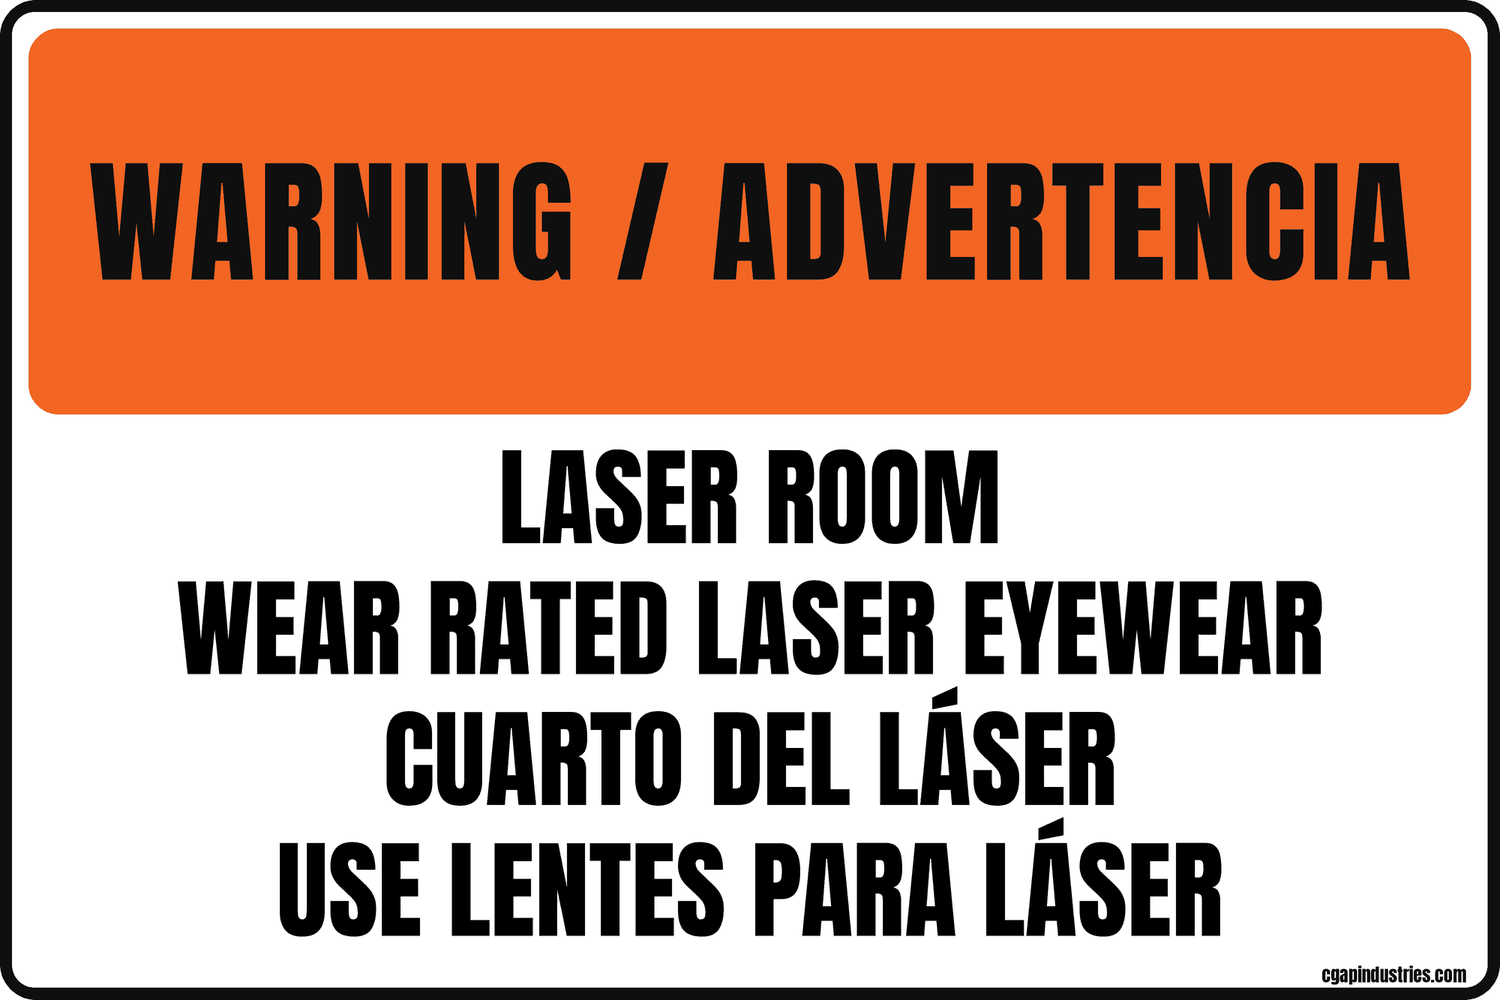 WARNING / ADVERTENCIA
LASER ROOM
WEAR RATED LASER EYEWEAR
CUARTO DEL LÁSER
USE LENTES PARA LÁSER
cgapindustries.com